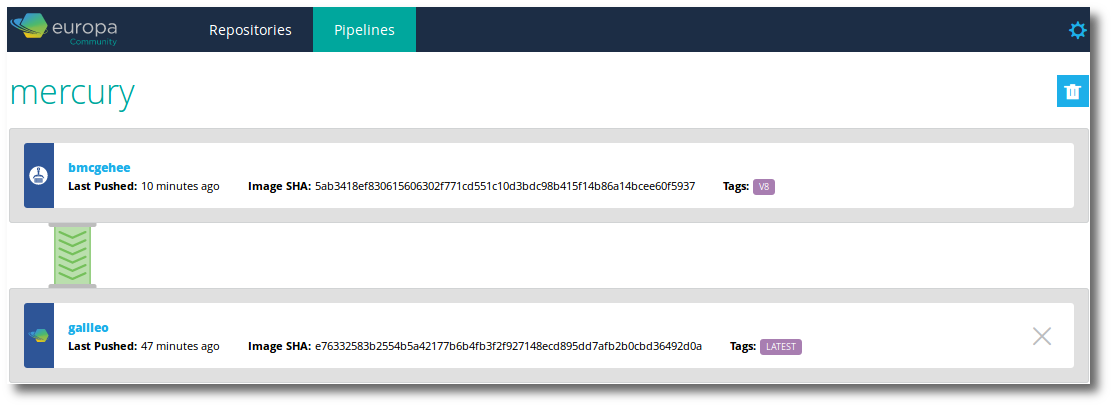 europa
Community
Repositories
Pipelines
mercury
bmcgehee
Last Pushed: 10 minutes ago Image SHA: 5ab3418ef830615606302f771cd551c10d3bdc98b415f14b86a14bcee60f5937 Tags: V8
galileo
Last Pushed: 47 minutes ago Image SHA: e76332583b2554b5a42177b6b4fb3f2f927148ecd895dd7afb2b0cbd36492d0a Tags: LATEST